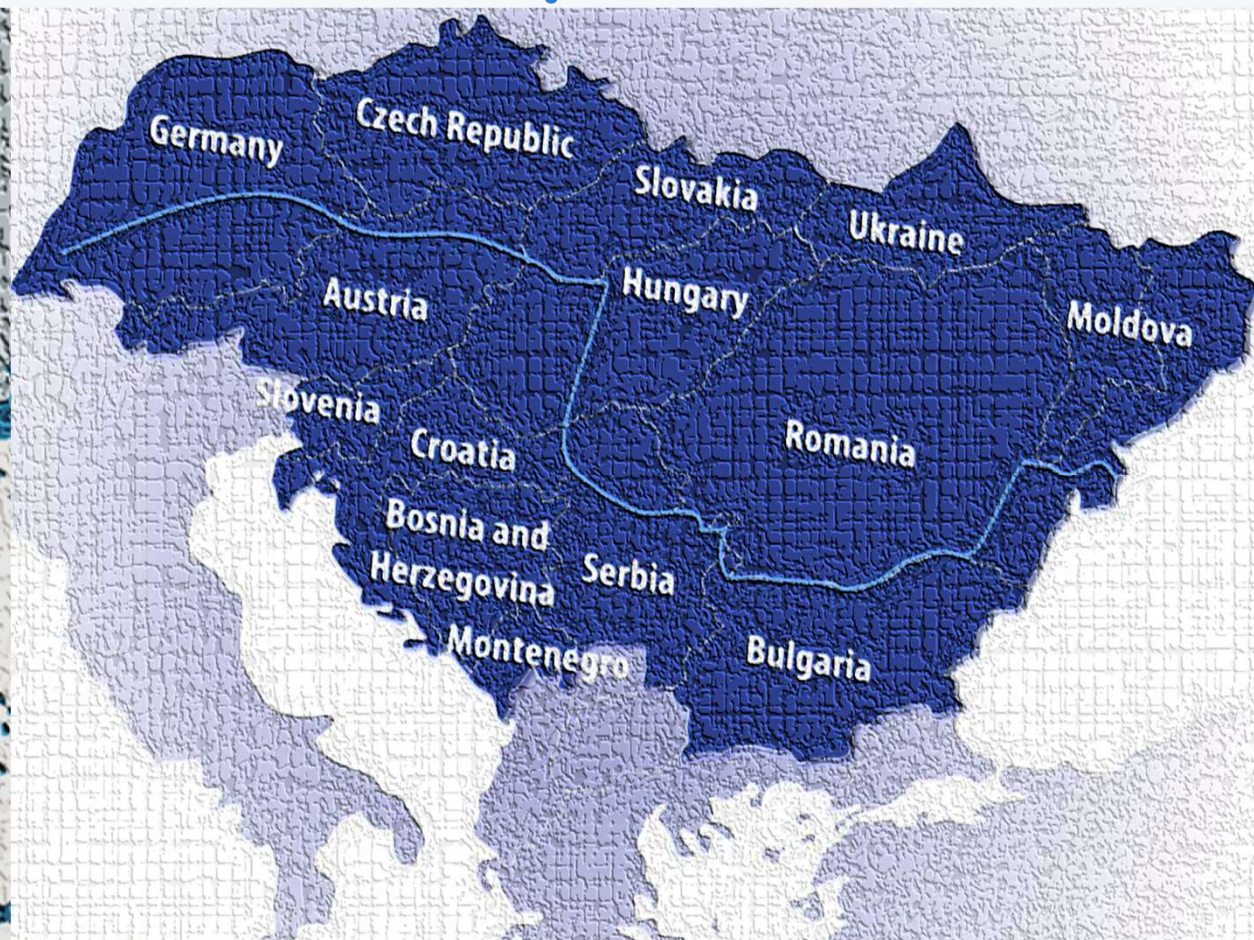 Germany
Czech Republic
Slovakia
Ukraine
Austria
Hungary
Moldova
Slovenia
Croatia
Romania
Bosnia and
Herzegovina
Serbia
Montenegro
Bulgaria